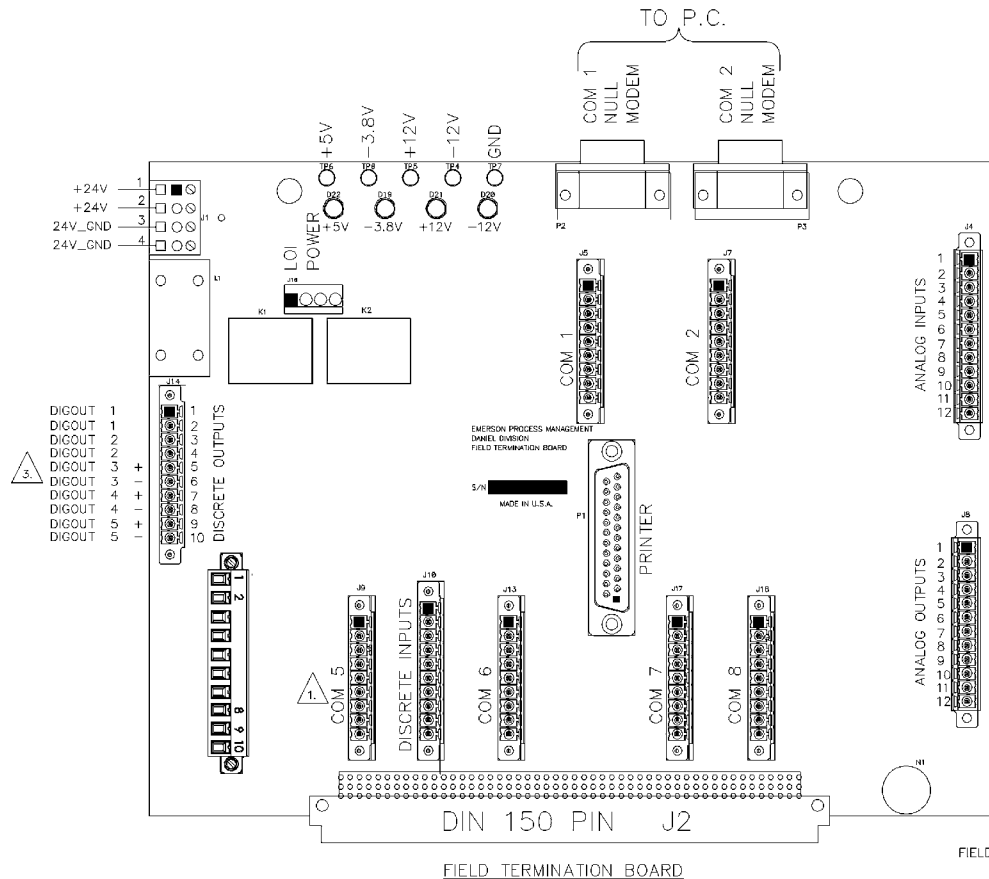 TO P.C.
COM 1
NULL
MODEM
COM 2
NULL
MODEM
+5V
-3.8V
+12V
-12V
GND
TP6
TP8
TP5
TP4
TP7
D22
D19
D21
D20
+5V
-3.8V
+12V
-12V
P2
P3
+24V 1
+24V 2
24V_GND 3
24V_GND 4
J1
L1
LOI
POWER
K1
K2
J5
COM 1
J7
COM 2
J4
ANALOG INPUTS
1
2
3
4
5
6
7
8
9
10
11
12
J14
DIGOUT 1 1
DIGOUT 1 2
DIGOUT 2 3
DIGOUT 2 4
DIGOUT 3 + 5
DIGOUT 3 - 6
DIGOUT 4 + 7
DIGOUT 4 - 8
DIGOUT 5 + 9
DIGOUT 5 - 10
DISCRETE OUTPUTS
3.
EMERSON PROCESS MANAGEMENT
DANIEL DIVISION
FIELD TERMINATION BOARD
S/N
MADE IN U.S.A.
P1
PRINTER
1
2
8
9
10
J9
COM 5
1.
J10
DISCRETE INPUTS
J13
COM 6
J17
COM 7
COM 8
ANALOG OUTPUTS
1
2
3
4
5
6
7
8
9
10
11
12
N1
DIN 150 PIN J2
FIELD TERMINATION BOARD
FIELD